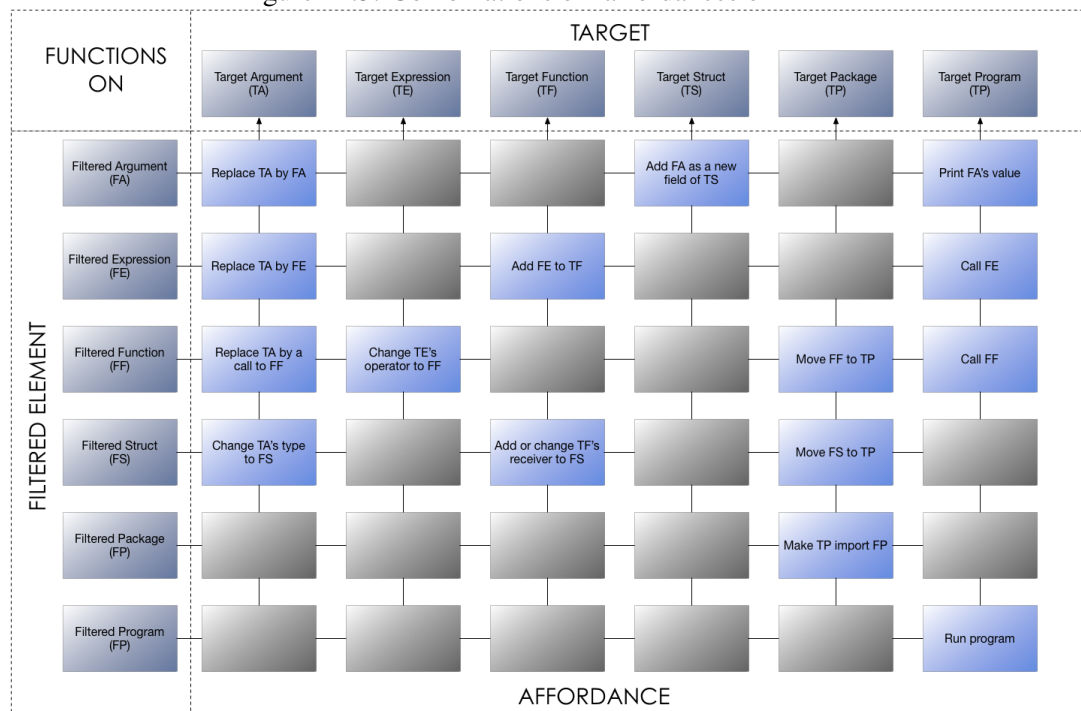 FUNCTIONS
ON
TARGET
Target Argument
(TA)
Target Expression
(TE)
Target Function
(TF)
Target Struct
(TS)
Target Package
(TP)
Target Program
(TP)
FILTERED ELEMENT
Filtered Argument
(FA)
Replace TA by FA
Add FA as a new
field of TS
Print FA's value
Filtered Expression
(FE)
Replace TA by FE
Add FE to TF
Call FE
Filtered Function
(FF)
Replace TA by a
call to FF
Change TE's
operator to FF
Move FF to TP
Call FF
Filtered Struct
(FS)
Change TA's type
to FS
Add or change TF's
receiver to FS
Move FS to TP
Filtered Package
(FP)
Make TP import FP
Filtered Program
(FP)
Run program
AFFORDANCE